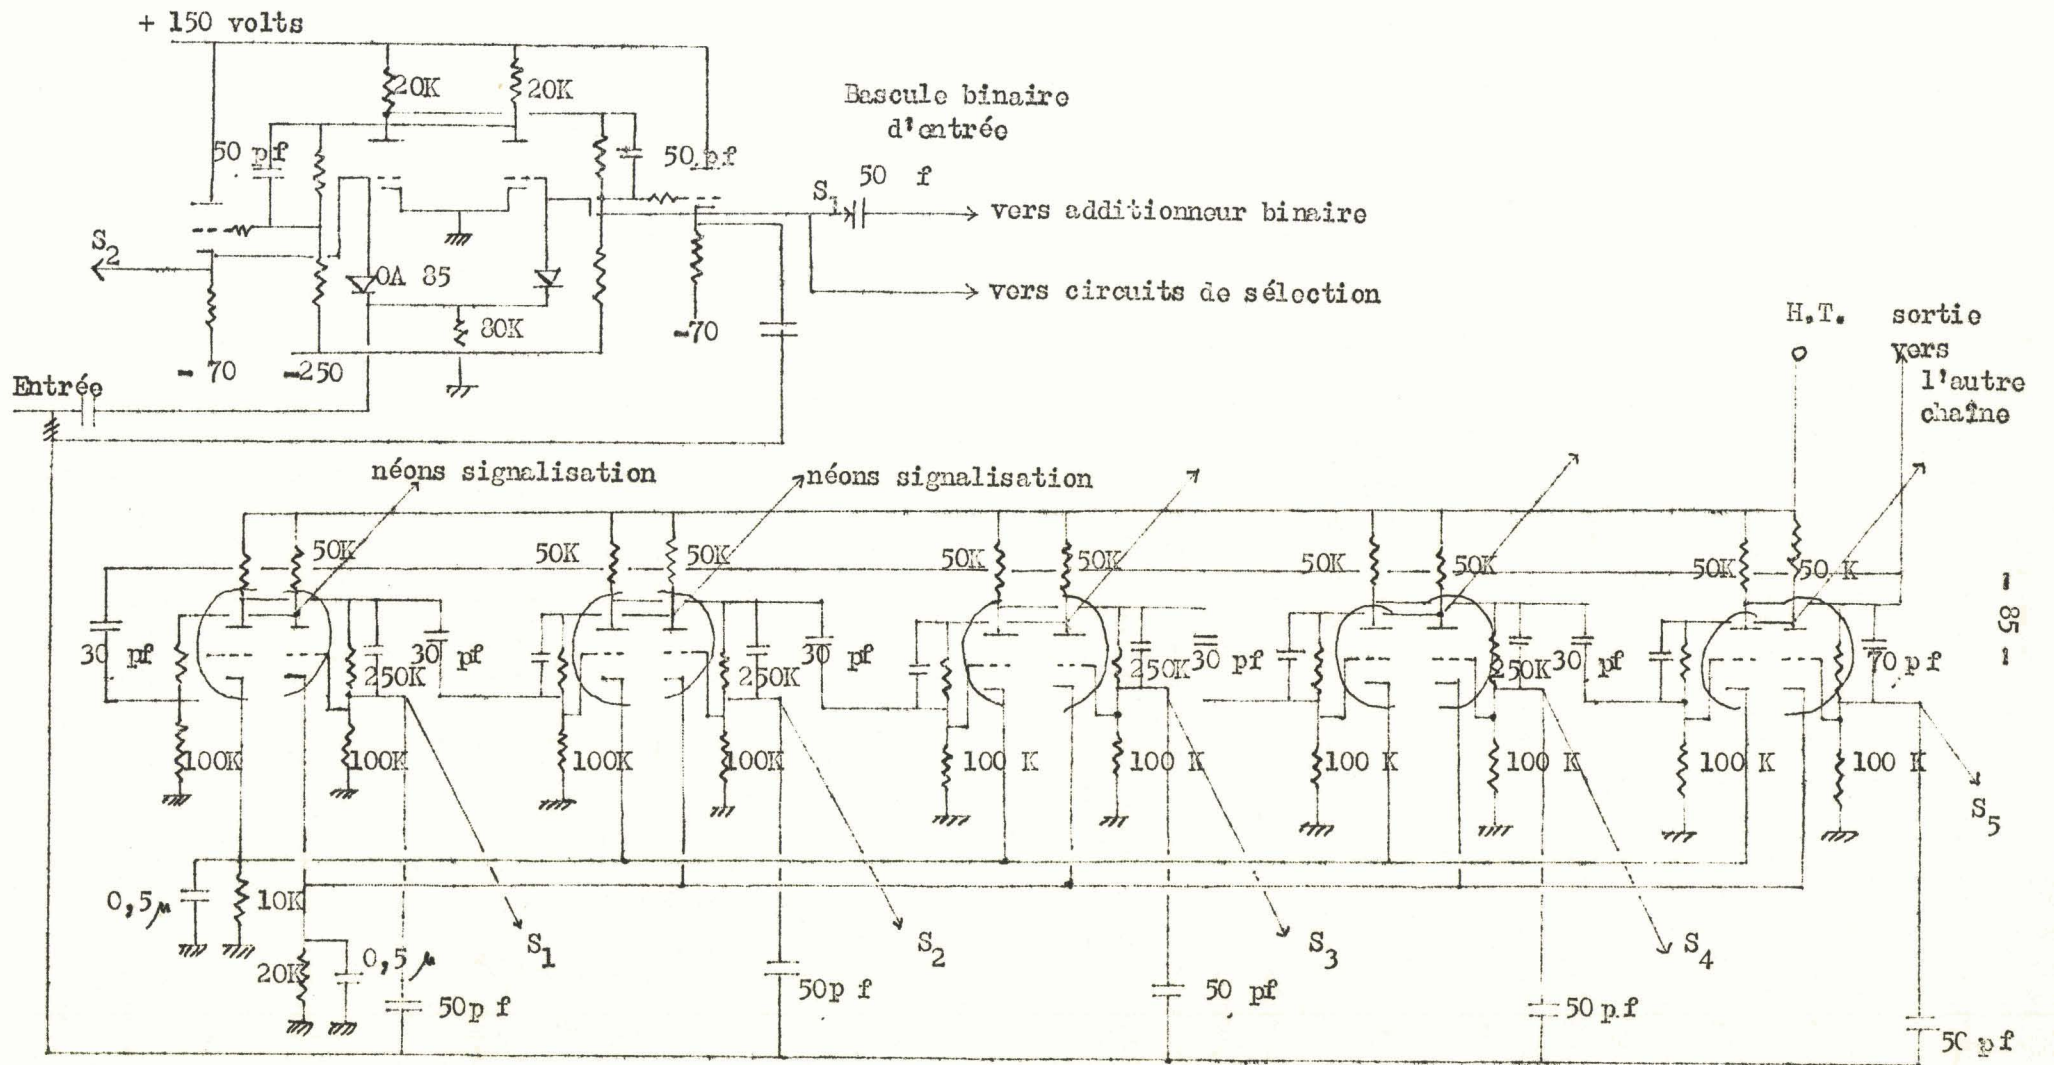 + 150 volts
20K
20K
Bascule binaire
d'entrée
50 pf
50 pf
50 f
S1
vers additionneur binaire
S2
OA 85
vers circuits de sélection
80K
-70
- 70
-250
H.T.
sortie
vers
l'autre
chaîne
Entrée
néons signalisation
néons signalisation
50K
50K
50K
50K
50K
50K
50K
50K
50 K
- 85 -
30 pf
250K
30 pf
250K
30 pf
250K
30 pf
250K
30 pf
70 pf
100K
100K
100K
100K
100 K
100 K
100 K
100 K
100 K
100 K
S5
0,5 µ
10K
S1
S2
S3
S4
20K
0,5 µ
50p f
50p f
50 pf
50 p.f
50 pf